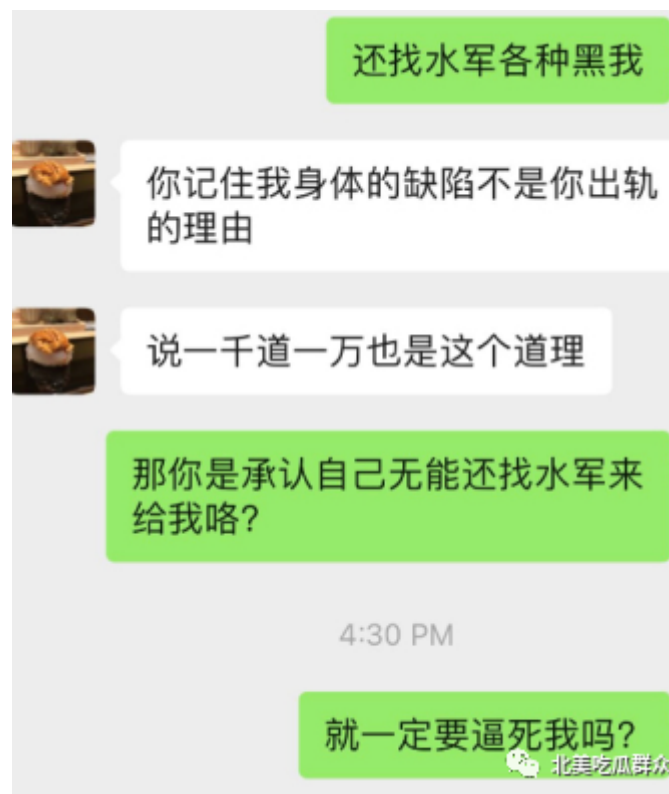 还找水军各种黑我
你记住我身体的缺陷不是你出轨
的理由
说一千道一万也是这个道理
那你是承认自己无能还找水军来
给我咯?
4:30 PM
就一定要逼死我吗?
北美吃瓜群众